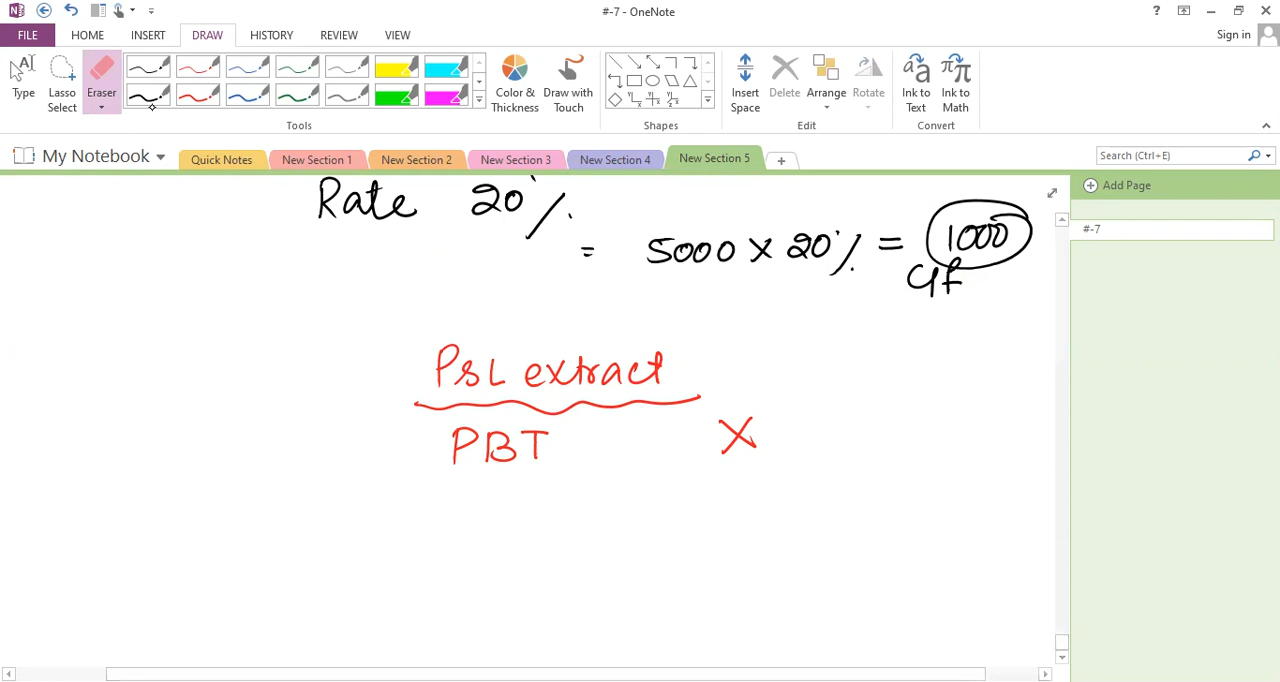 #-7 - OneNote
FILE HOME INSERT DRAW HISTORY REVIEW VIEW Sign in
Type Lasso Select Eraser Color & Thickness Draw with Touch Insert Space Delete Arrange Rotate Ink to Text Ink to Math
Tools Shapes Edit Convert
My Notebook Quick Notes New Section 1 New Section 2 New Section 3 New Section 4 New Section 5 Search (Ctrl+E)
Add Page
#-7
Rate 20%
= 5000 X 20% = 1000
P&L extract
PBT X